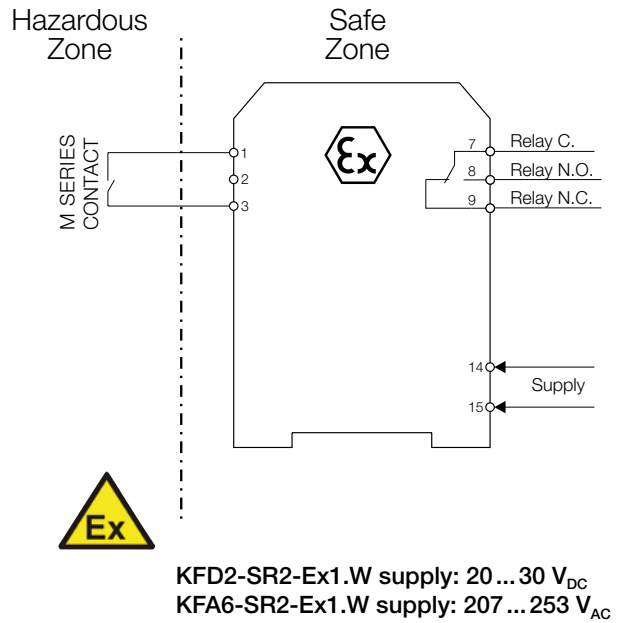 Hazardous
Zone
Safe
Zone
M SERIES
CONTACT
1
2
3
Ex
7
Relay C.
8
Relay N.O.
9
Relay N.C.
14
Supply
15
Ex
KFD2-SR2-Ex1.W supply: 20...30 VDC
KFA6-SR2-Ex1.W supply: 207...253 VAC